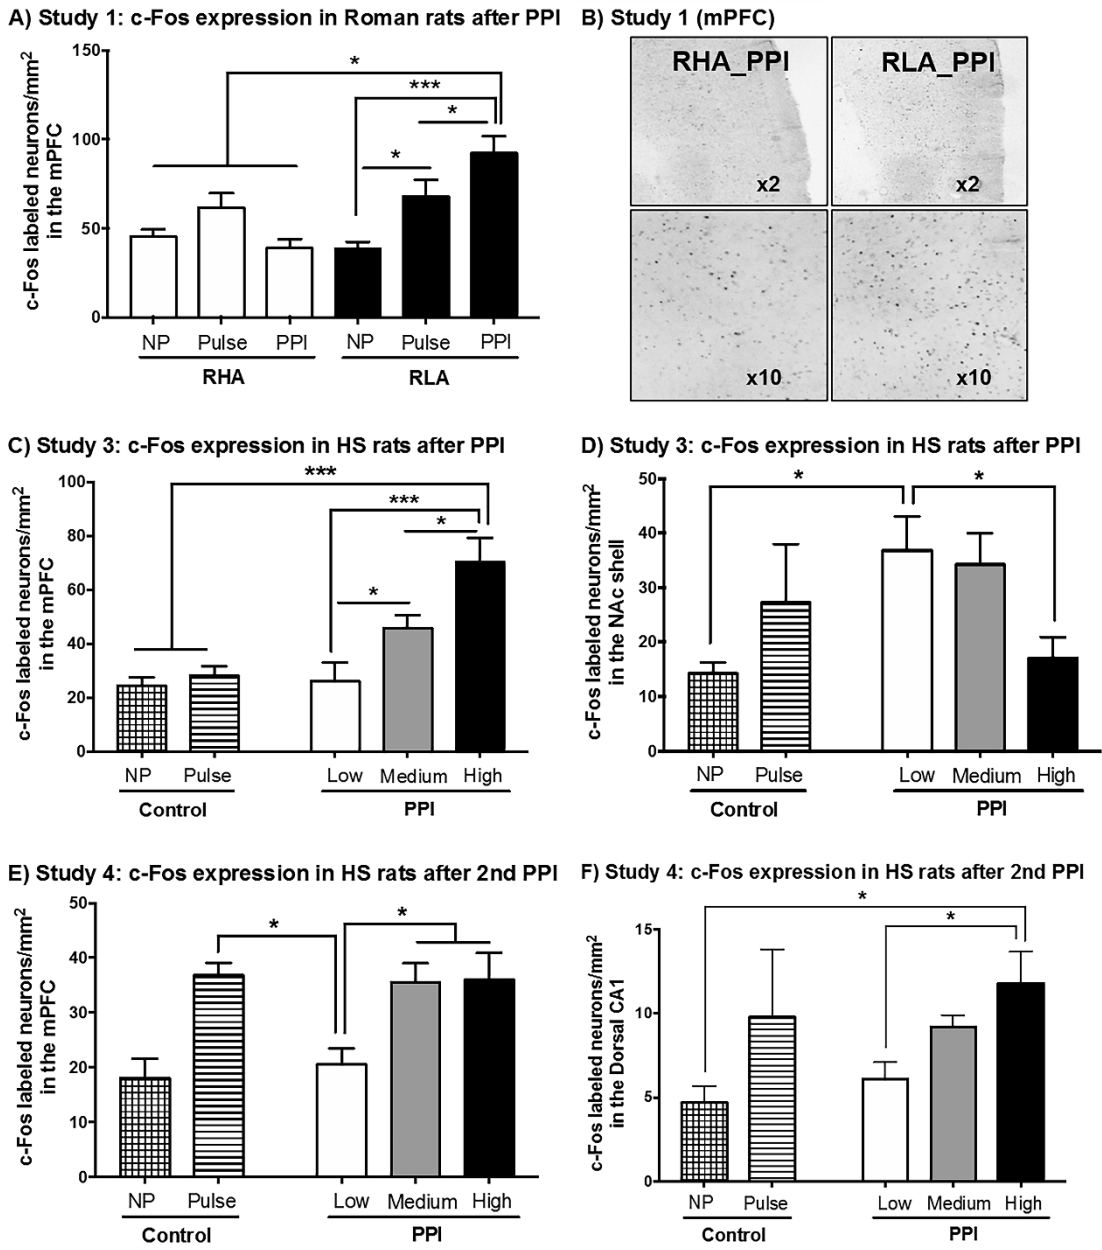 A) Study 1: c-Fos expression in Roman rats after PPI
c-Fos labeled neurons/mm2
in the mPFC
150
100
50
0
*
***
*
*
NP Pulse PPI NP Pulse PPI
RHA RLA
B) Study 1 (mPFC)
RHA_PPI RLA_PPI
x2 x2
x10 x10
C) Study 3: c-Fos expression in HS rats after PPI
c-Fos labeled neurons/mm2
in the mPFC
100
80
60
40
20
0
***
***
*
*
NP Pulse Low Medium High
Control PPI
D) Study 3: c-Fos expression in HS rats after PPI
c-Fos labeled neurons/mm2
in the NAc shell
50
40
30
20
10
0
* *
NP Pulse Low Medium High
Control PPI
E) Study 4: c-Fos expression in HS rats after 2nd PPI
c-Fos labeled neurons/mm2
in the mPFC
50
40
30
20
10
0
* *
NP Pulse Low Medium High
Control PPI
F) Study 4: c-Fos expression in HS rats after 2nd PPI
c-Fos labeled neurons/mm2
in the Dorsal CA1
15
10
5
0
*
*
NP Pulse Low Medium High
Control PPI